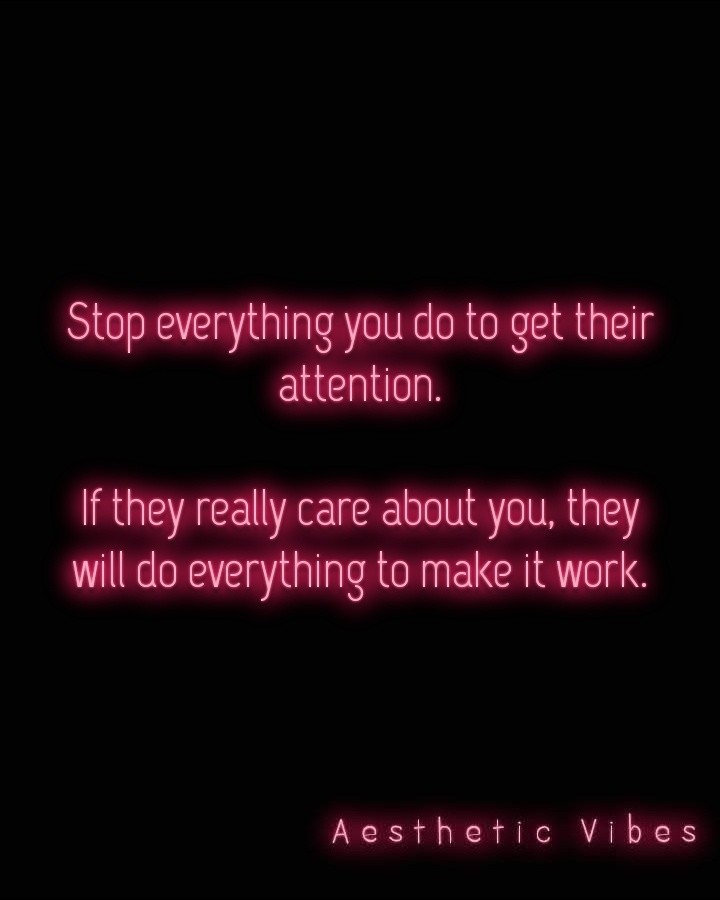 Stop everything you do to get their
attention.
If they really care about you, they
will do everything to make it work.
Aesthetic Vibes